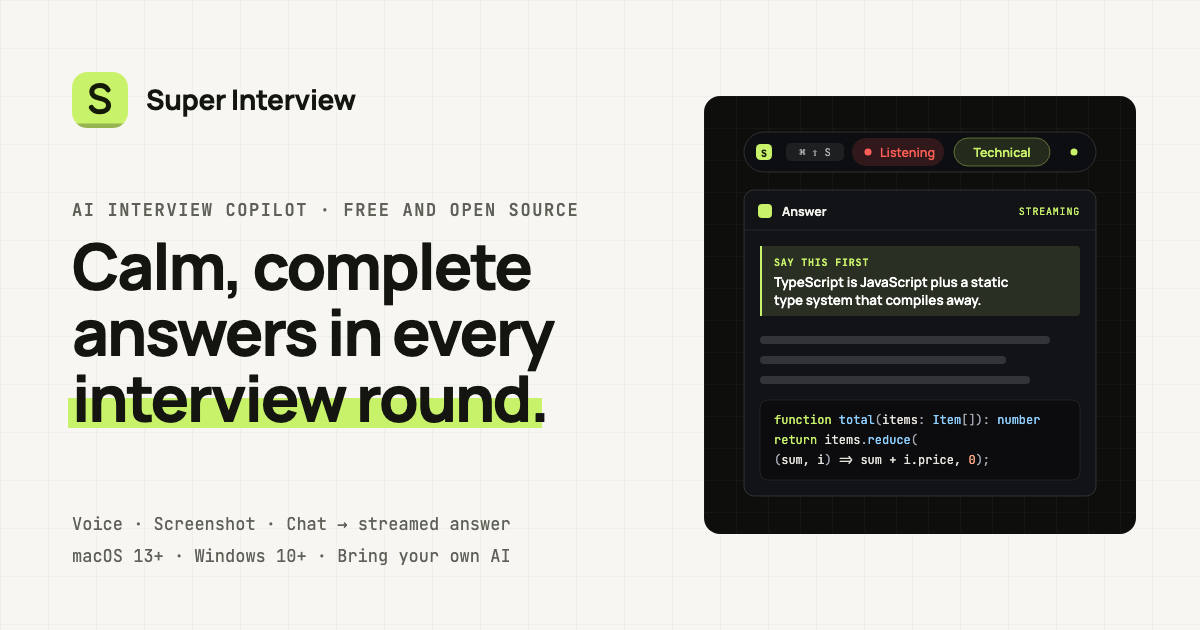 S
Super Interview
AI INTERVIEW COPILOT · FREE AND OPEN SOURCE
Calm, complete
answers in every
interview round.
Voice · Screenshot · Chat → streamed answer
macOS 13+ · Windows 10+ · Bring your own AI
S
⌘ ⇧ S
Listening
Technical
Answer
STREAMING
SAY THIS FIRST
TypeScript is JavaScript plus a static
type system that compiles away.
function total(items: Item[]): number
return items.reduce(
(sum, i) => sum + i.price, 0);